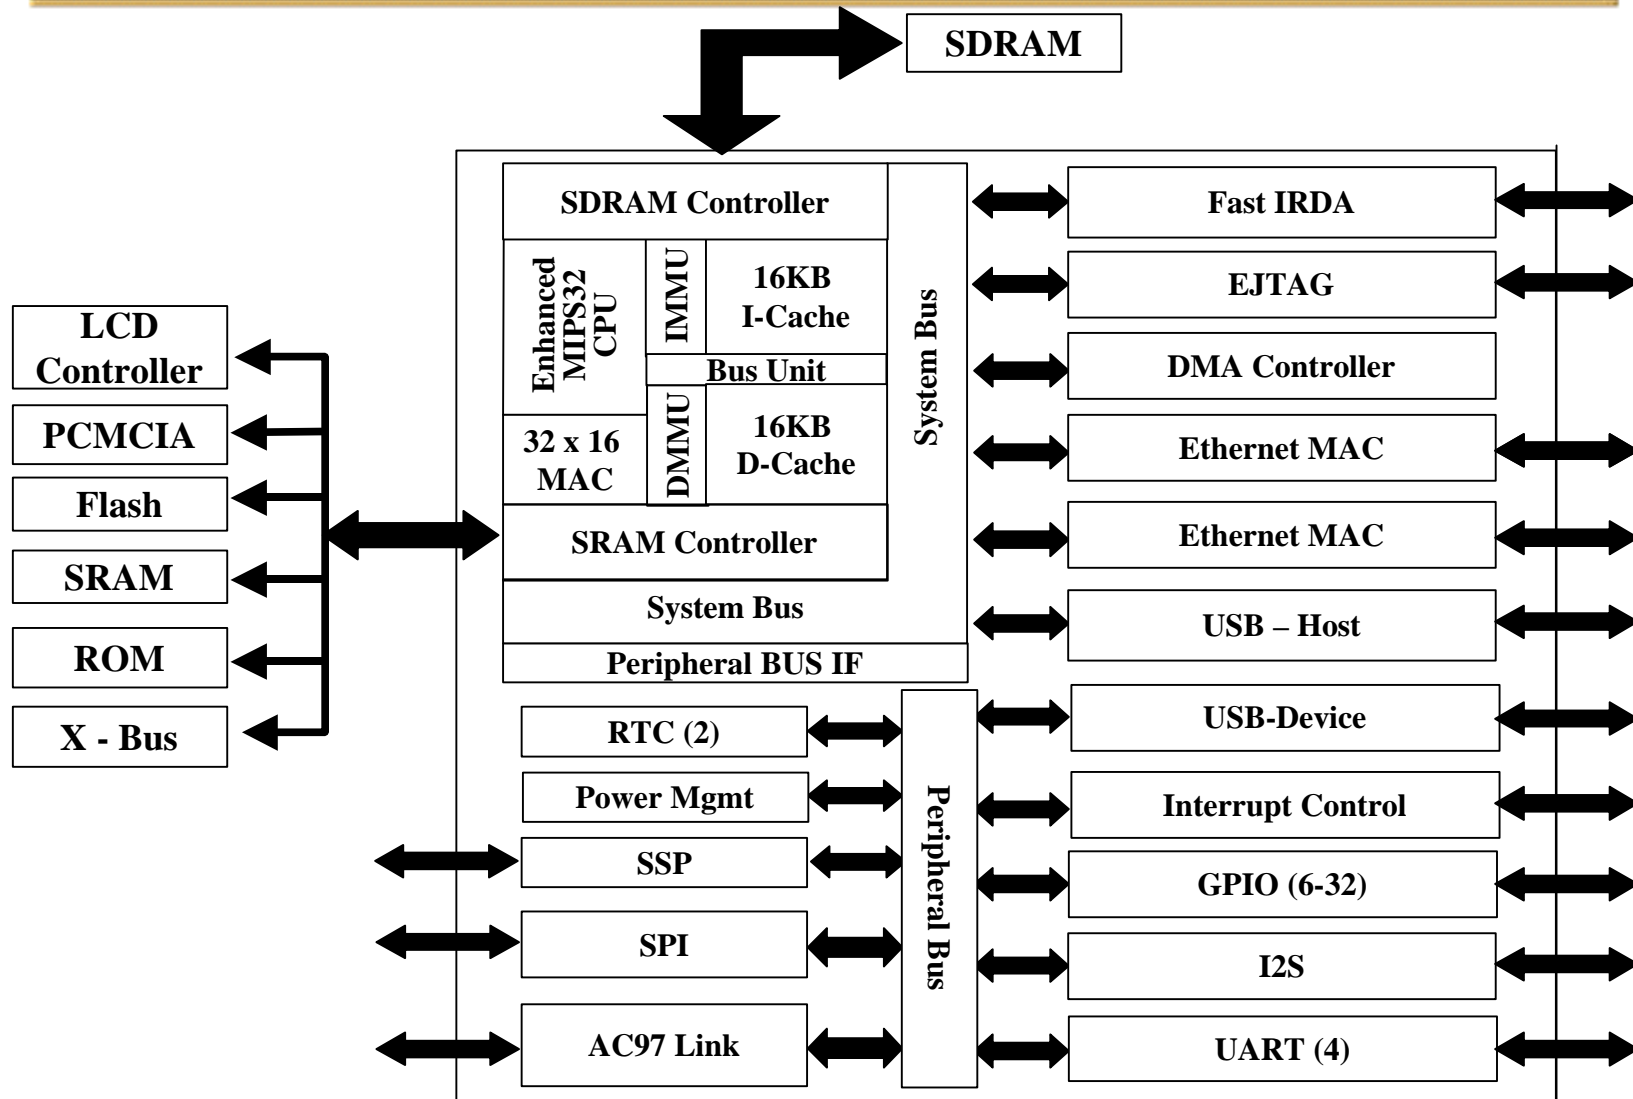 SDRAM
SDRAM Controller
Enhanced
MIPS32
CPU
IMMU
16KB
I-Cache
Bus Unit
32 x 16
MAC
DMMU
16KB
D-Cache
SRAM Controller
System Bus
System Bus
Peripheral BUS IF
LCD
Controller
PCMCIA
Flash
SRAM
ROM
X - Bus
Fast IRDA
EJTAG
DMA Controller
Ethernet MAC
Ethernet MAC
USB – Host
RTC (2)
Power Mgmt
SSP
SPI
AC97 Link
Peripheral Bus
USB-Device
Interrupt Control
GPIO (6-32)
I2S
UART (4)